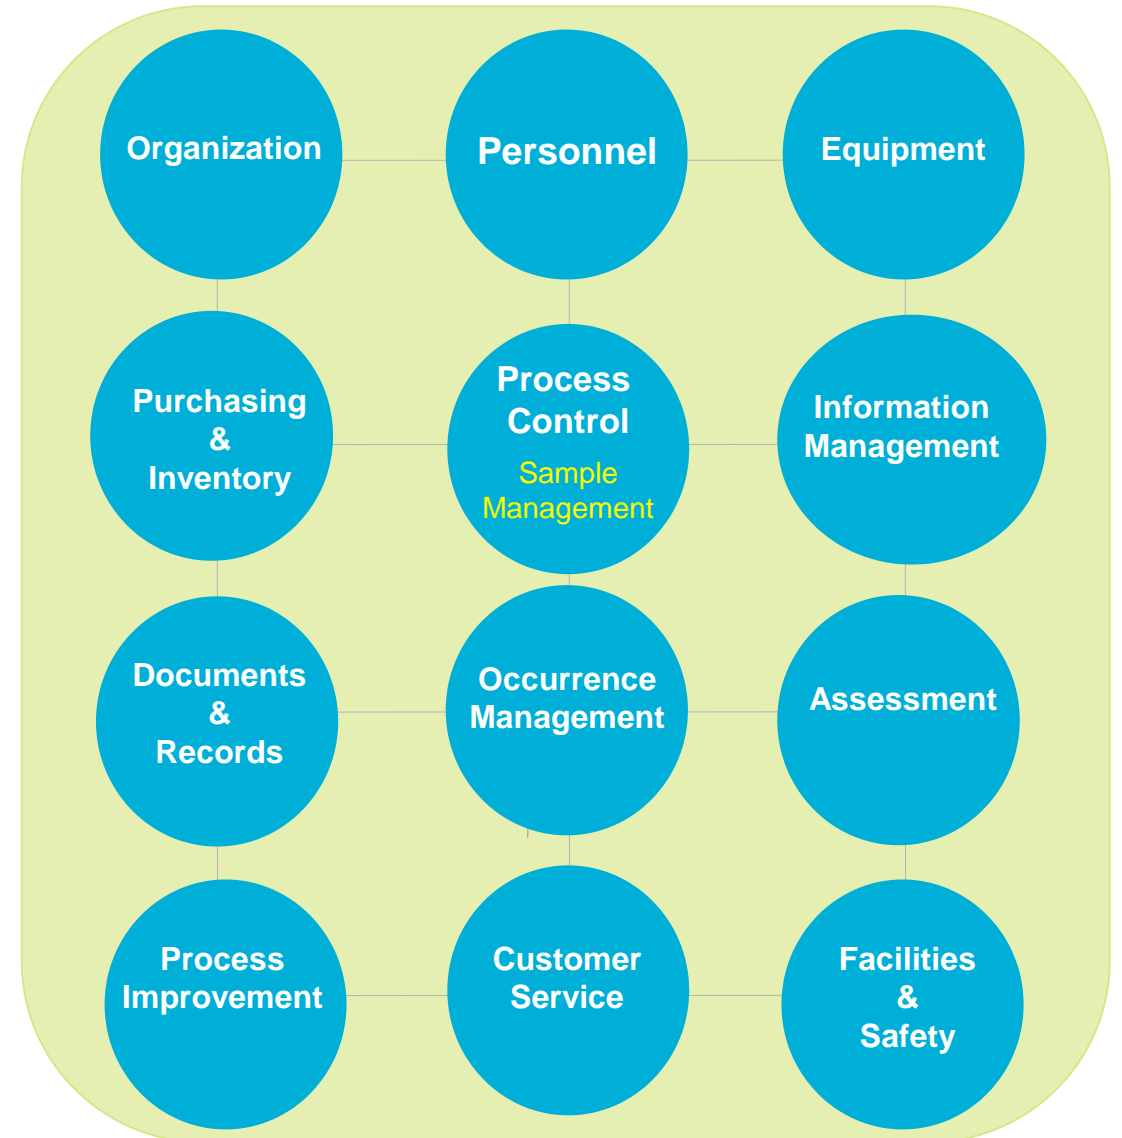 Organization
Personnel
Equipment
Purchasing
&
Inventory
Process
Control
Sample
Management
Information
Management
Documents
&
Records
Occurrence
Management
Assessment
Process
Improvement
Customer
Service
Facilities
&
Safety